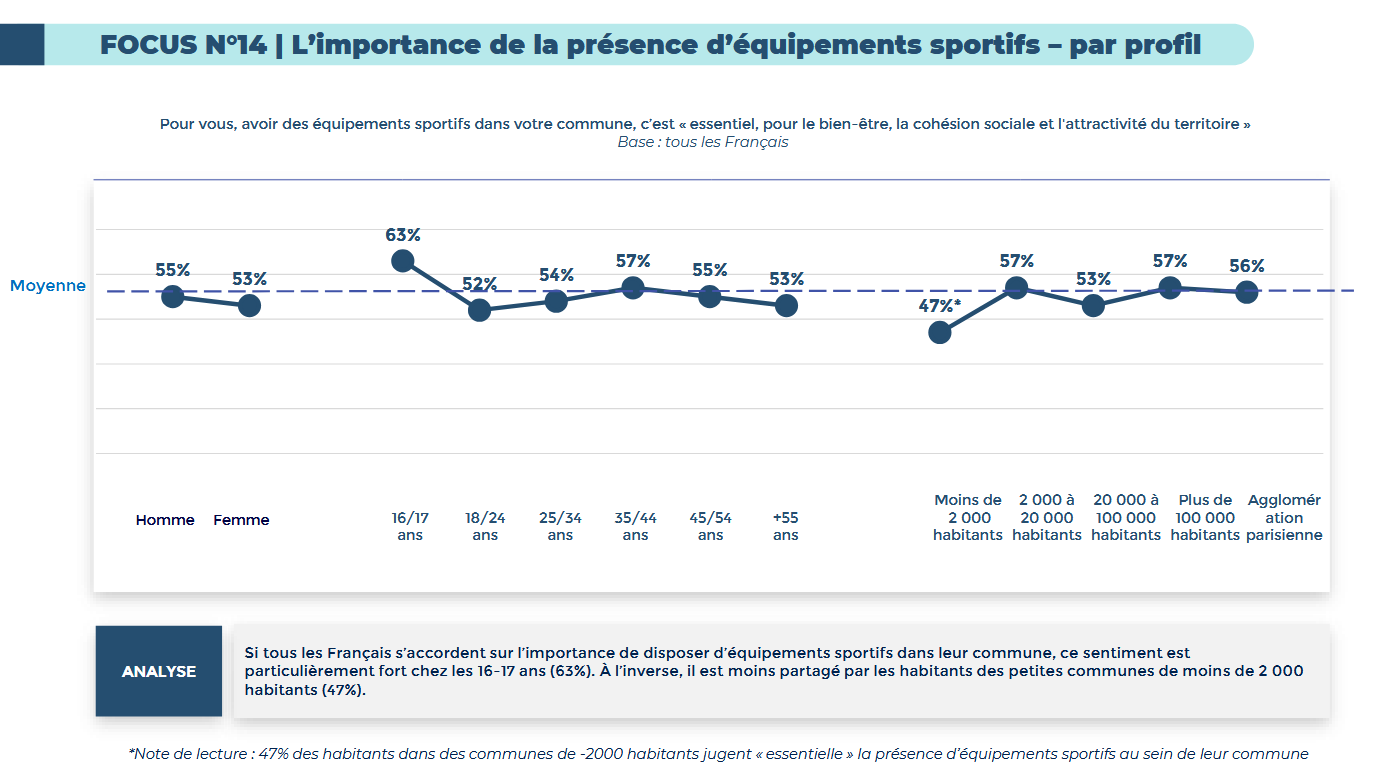 FOCUS N°14 | L’importance de la présence d’équipements sportifs – par profil
Pour vous, avoir des équipements sportifs dans votre commune, c’est « essentiel, pour le bien-être, la cohésion sociale et l'attractivité du territoire »
Base : tous les Français
Moyenne
55%
53%
63%
52%
54%
57%
55%
53%
47%*
57%
53%
57%
56%
Homme
Femme
16/17
ans
18/24
ans
25/34
ans
35/44
ans
45/54
ans
+55
ans
Moins de
2 000
habitants
2 000 à
20 000
habitants
20 000 à
100 000
habitants
Plus de
100 000
habitants
Agglomér
ation
parisienne
ANALYSE
Si tous les Français s’accordent sur l’importance de disposer d’équipements sportifs dans leur commune, ce sentiment est
particulièrement fort chez les 16-17 ans (63%). À l’inverse, il est moins partagé par les habitants des petites communes de moins de 2 000
habitants (47%).
*Note de lecture : 47% des habitants dans des communes de -2000 habitants jugent « essentielle » la présence d’équipements sportifs au sein de leur commune